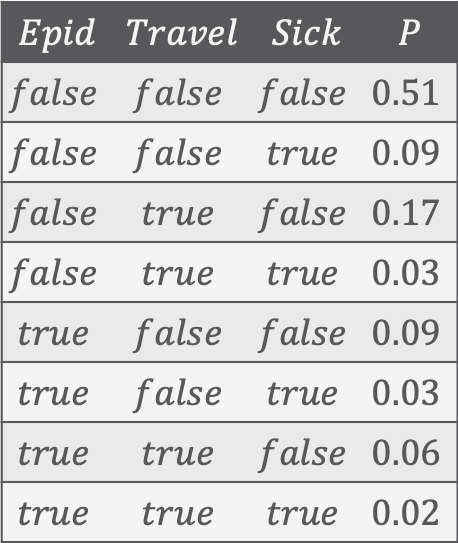 Epid Travel Sick P
false false false 0.51
false false true 0.09
false true false 0.17
false true true 0.03
true false false 0.09
true false true 0.03
true true false 0.06
true true true 0.02